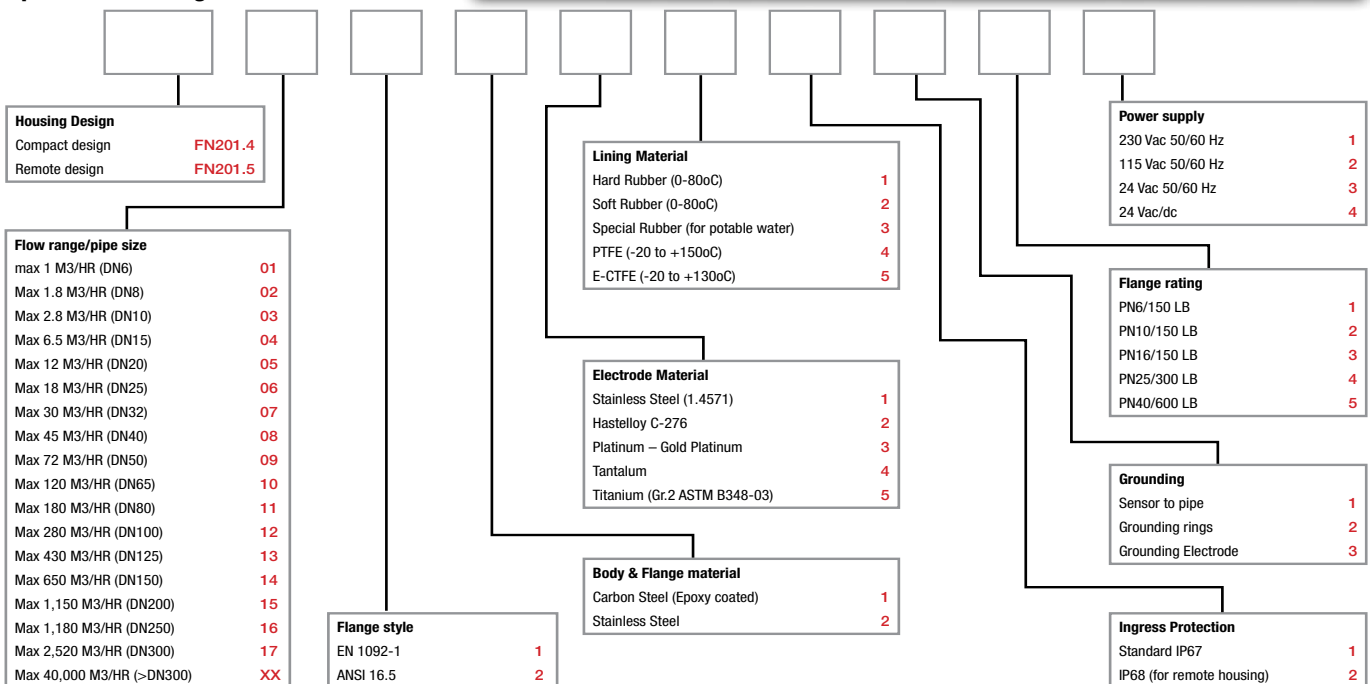 Housing Design
Compact design FN201.4
Remote design FN201.5
Flow range/pipe size
max 1 M3/HR (DN6) 01
Max 1.8 M3/HR (DN8) 02
Max 2.8 M3/HR (DN10) 03
Max 6.5 M3/HR (DN15) 04
Max 12 M3/HR (DN20) 05
Max 18 M3/HR (DN25) 06
Max 30 M3/HR (DN32) 07
Max 45 M3/HR (DN40) 08
Max 72 M3/HR (DN50) 09
Max 120 M3/HR (DN65) 10
Max 180 M3/HR (DN80) 11
Max 280 M3/HR (DN100) 12
Max 430 M3/HR (DN125) 13
Max 650 M3/HR (DN150) 14
Max 1,150 M3/HR (DN200) 15
Max 1,180 M3/HR (DN250) 16
Max 2,520 M3/HR (DN300) 17
Max 40,000 M3/HR (>DN300) XX
Flange style
EN 1092-1 1
ANSI 16.5 2
Lining Material
Hard Rubber (0-80oC) 1
Soft Rubber (0-80oC) 2
Special Rubber (for potable water) 3
PTFE (-20 to +150oC) 4
E-CTFE (-20 to +130oC) 5
Electrode Material
Stainless Steel (1.4571) 1
Hastelloy C-276 2
Platinum – Gold Platinum 3
Tantalum 4
Titanium (Gr.2 ASTM B348-03) 5
Body & Flange material
Carbon Steel (Epoxy coated) 1
Stainless Steel 2
Power supply
230 Vac 50/60 Hz 1
115 Vac 50/60 Hz 2
24 Vac 50/60 Hz 3
24 Vac/dc 4
Flange rating
PN6/150 LB 1
PN10/150 LB 2
PN16/150 LB 3
PN25/300 LB 4
PN40/600 LB 5
Grounding
Sensor to pipe 1
Grounding rings 2
Grounding Electrode 3
Ingress Protection
Standard IP67 1
IP68 (for remote housing) 2